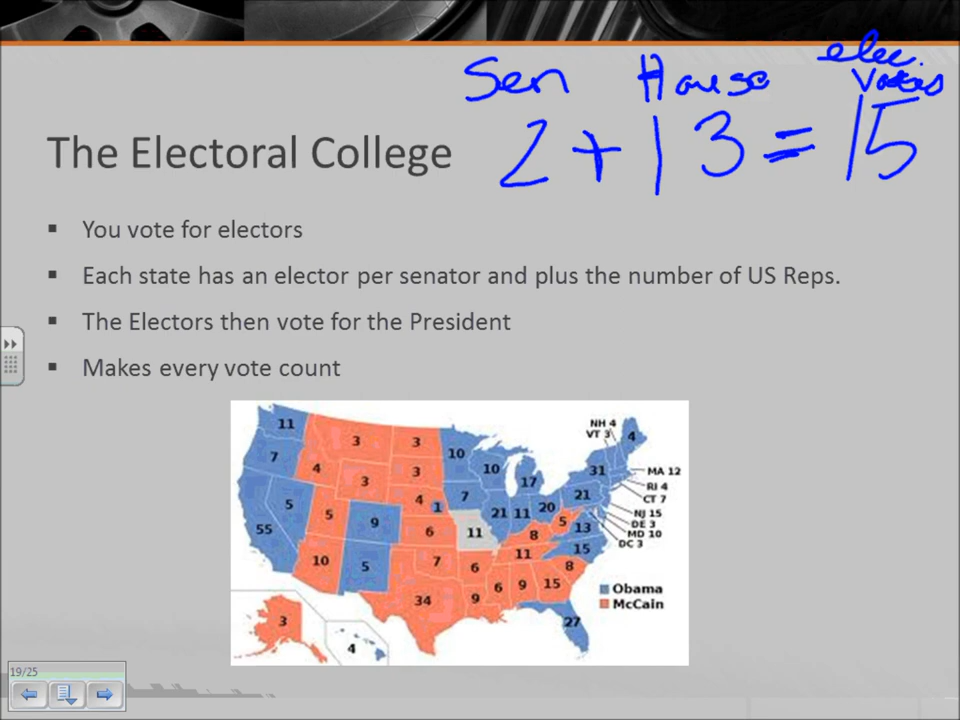 Sen House elec. votes
2 + 13 = 15
The Electoral College
▪ You vote for electors
▪ Each state has an elector per senator and plus the number of US Reps.
▪ The Electors then vote for the President
▪ Makes every vote count
NH 4
VT 3
11 3 3 10 4
7 4 3 3 10 17 31 MA 12
RI 4
CT 7
5 5 9 4 1 7 21 11 20 21 NJ 15
DE 3
MD 10
DC 3
55 6 11 8 5 13
10 5 7 6 11 15
8
34 9 6 9 15
Obama
McCain
3 4 27
19/25